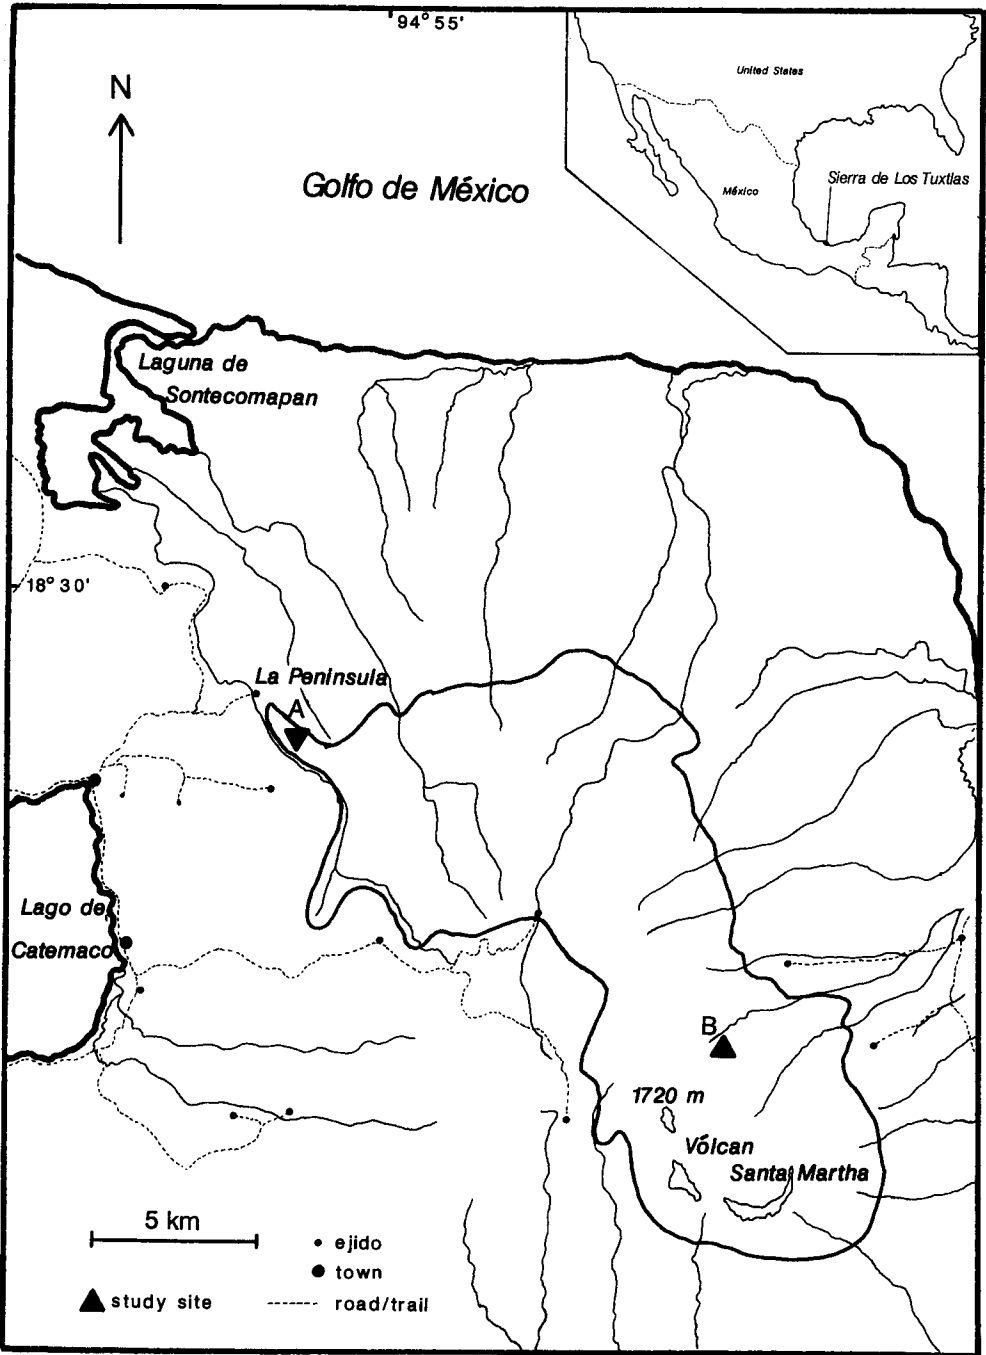 94° 55'
N
United States
Golfo de México
México
Sierra de Los Tuxtlas
Laguna de
Sontecomapan
18° 30'
La Peninsula
A
Lago de
Catemaco
B
1720 m
Vólcan
Santa Martha
5 km
ejido
town
study site
road/trail